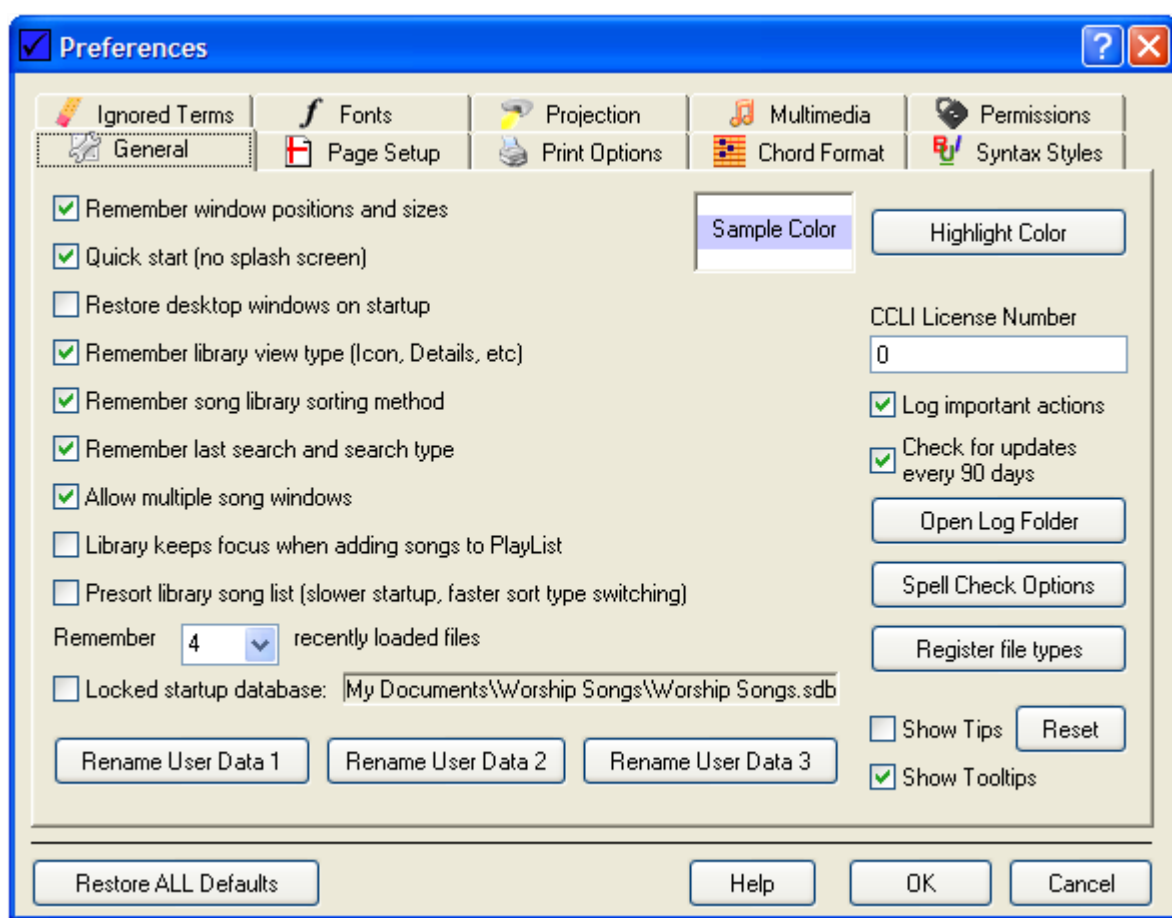 Preferences
Ignored Terms
Fonts
Projection
Multimedia
Permissions
General
Page Setup
Print Options
Chord Format
Syntax Styles
Remember window positions and sizes
Quick start (no splash screen)
Restore desktop windows on startup
Remember library view type (Icon, Details, etc)
Remember song library sorting method
Remember last search and search type
Allow multiple song windows
Library keeps focus when adding songs to PlayList
Presort library song list (slower startup, faster sort type switching)
Remember 4 recently loaded files
Locked startup database: My Documents\Worship Songs\Worship Songs.sdb
Rename User Data 1
Rename User Data 2
Rename User Data 3
Sample Color
Highlight Color
CCLI License Number
0
Log important actions
Check for updates
every 90 days
Open Log Folder
Spell Check Options
Register file types
Show Tips
Reset
Show Tooltips
Restore ALL Defaults
Help
OK
Cancel